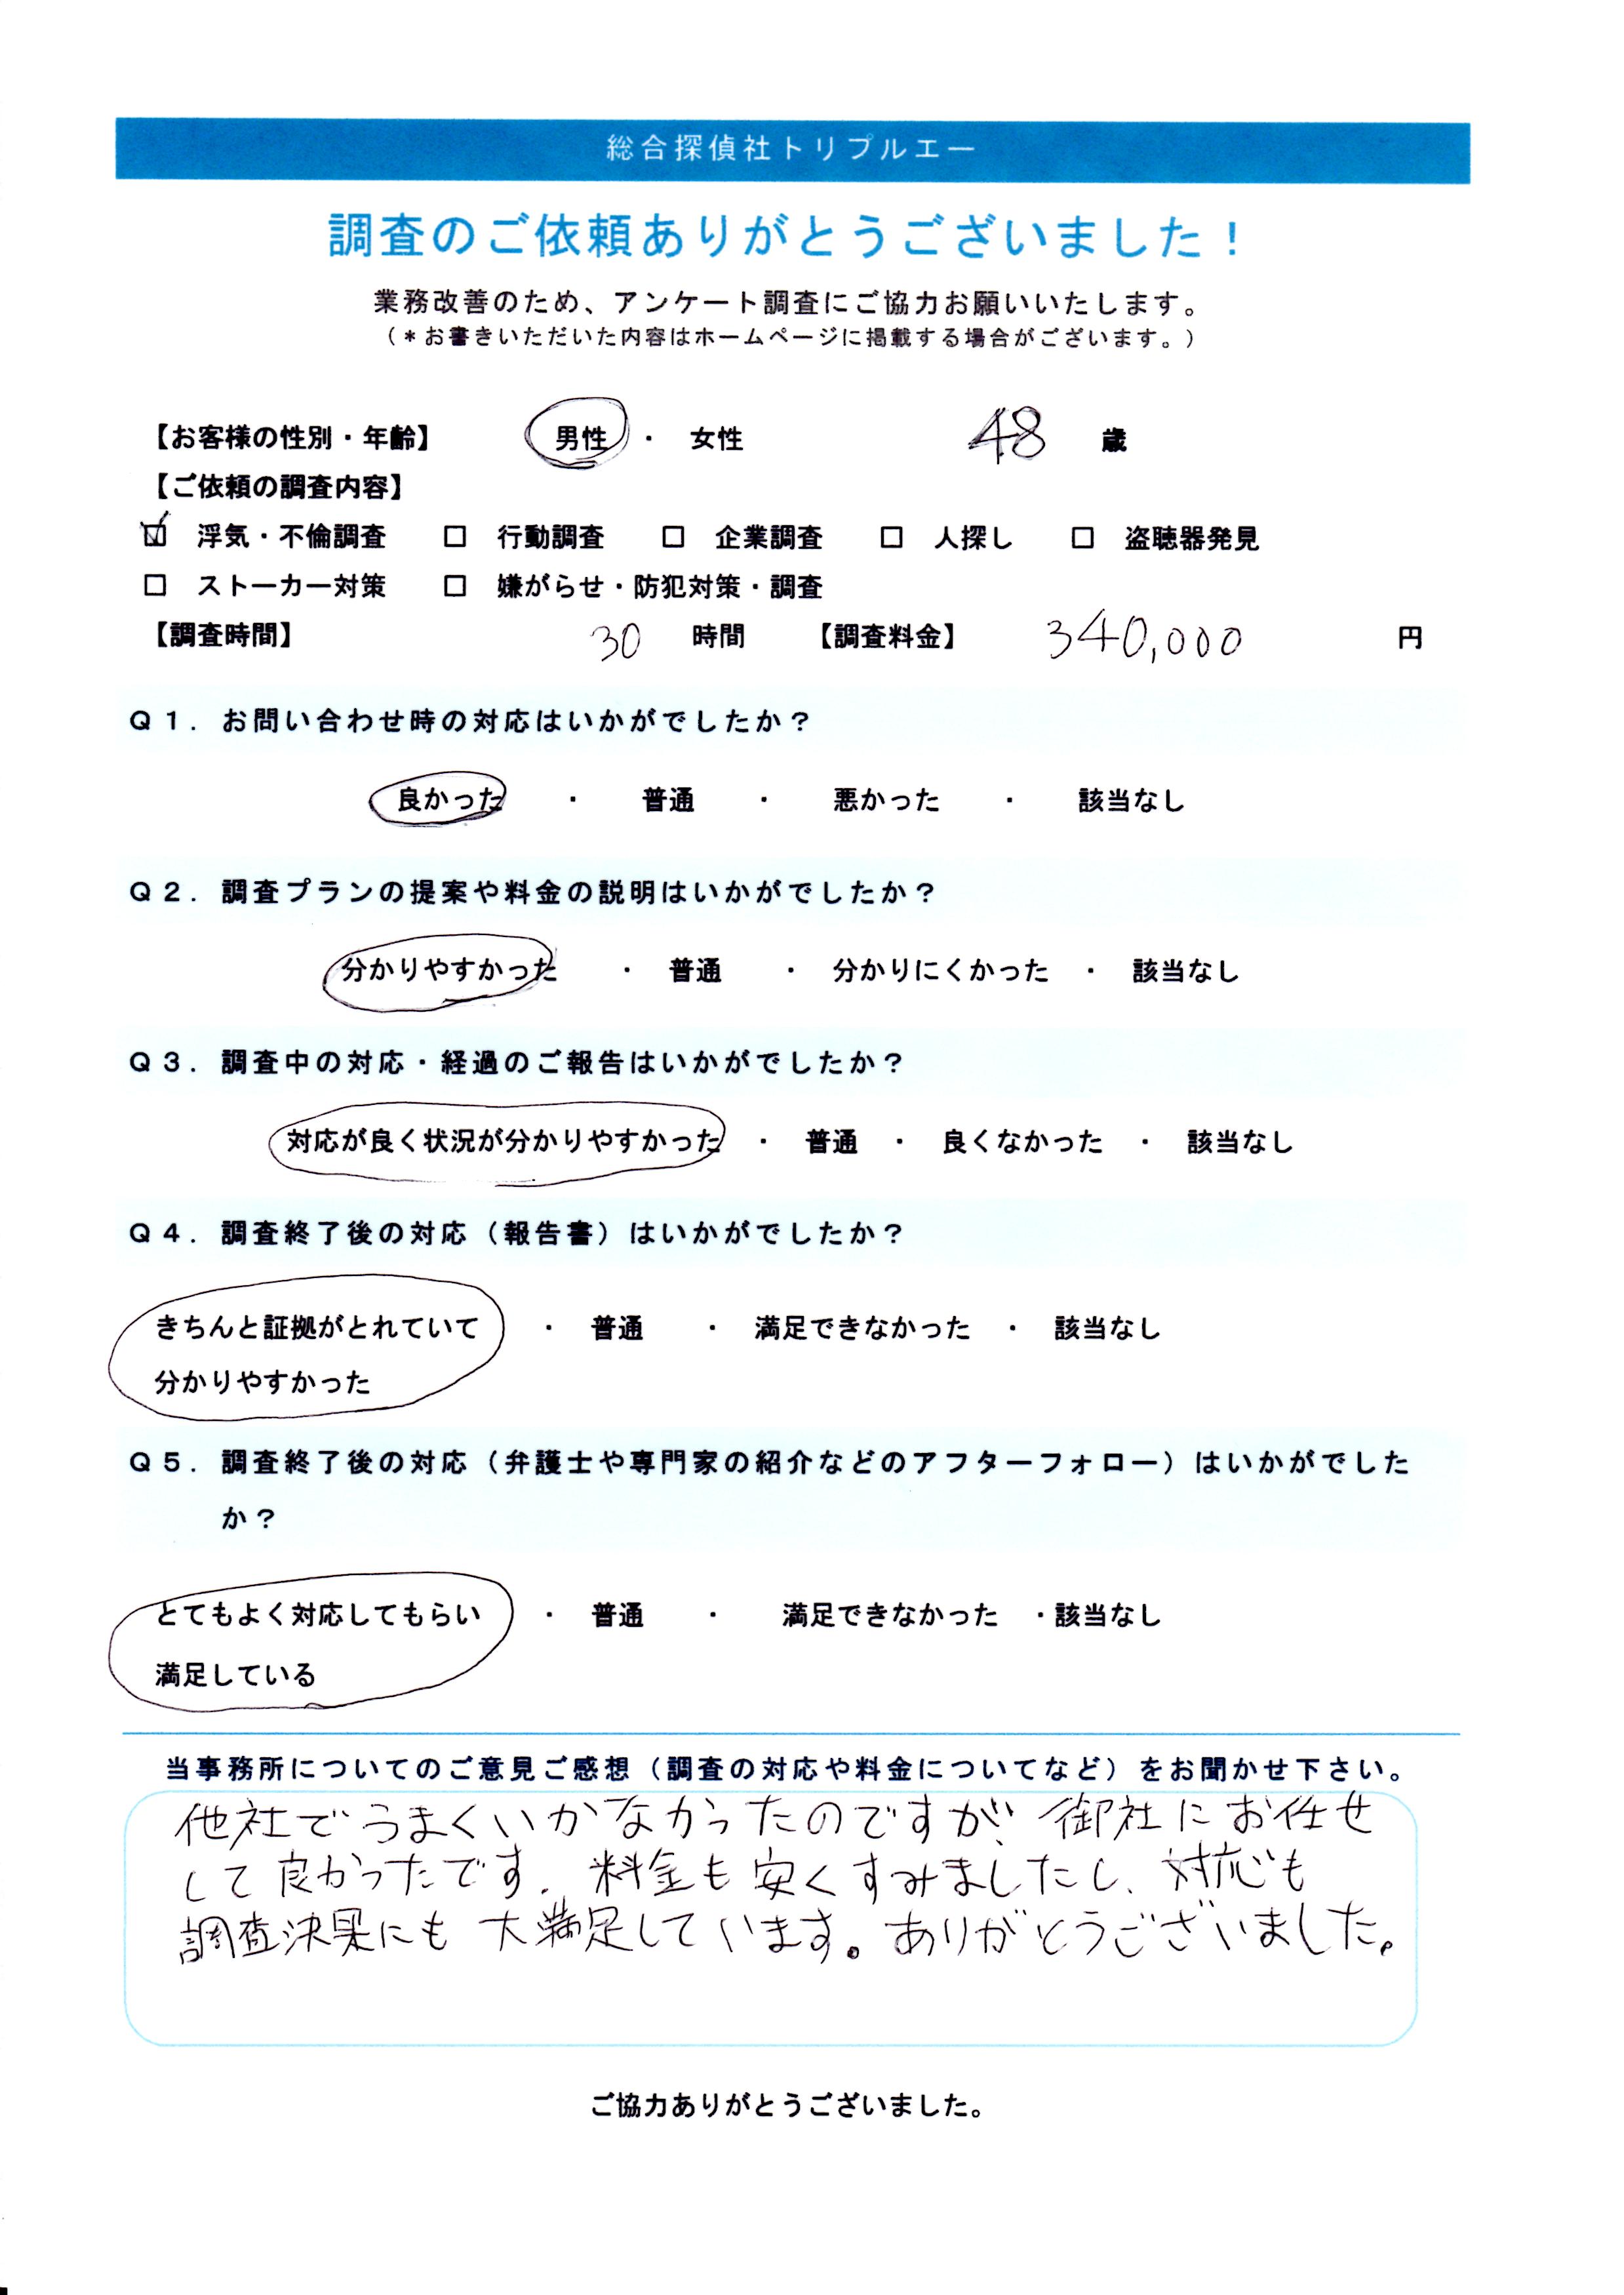 総合探偵社トリプルエー
調査のご依頼ありがとうございました！
業務改善のため、アンケート調査にご協力お願いいたします。
（＊お書きいただいた内容はホームページに掲載する場合がございます。）
【お客様の性別・年齢】 男性 ・ 女性 48 歳
【ご依頼の調査内容】
☑ 浮気・不倫調査 □ 行動調査 □ 企業調査 □ 人探し □ 盗聴器発見
□ ストーカー対策 □ 嫌がらせ・防犯対策・調査
【調査時間】 30 時間 【調査料金】 340,000 円
Ｑ１．お問い合わせ時の対応はいかがでしたか？
良かった ・ 普通 ・ 悪かった ・ 該当なし
Ｑ２．調査プランの提案や料金の説明はいかがでしたか？
分かりやすかった ・ 普通 ・ 分かりにくかった ・ 該当なし
Ｑ３．調査中の対応・経過のご報告はいかがでしたか？
対応が良く状況が分かりやすかった ・ 普通 ・ 良くなかった ・ 該当なし
Ｑ４．調査終了後の対応（報告書）はいかがでしたか？
きちんと証拠がとれていて ・ 普通 ・ 満足できなかった ・ 該当なし
分かりやすかった
Ｑ５．調査終了後の対応（弁護士や専門家の紹介などのアフターフォロー）はいかがでした
か？
とてもよく対応してもらい ・ 普通 ・ 満足できなかった ・該当なし
満足している
当事務所についてのご意見ご感想（調査の対応や料金についてなど）をお聞かせ下さい。
他社でうまくいかなかったのですが、御社にお任せ
して良かったです。料金も安くすみましたし、対応も
調査決果にも大満足しています。ありがとうございました。
ご協力ありがとうございました。